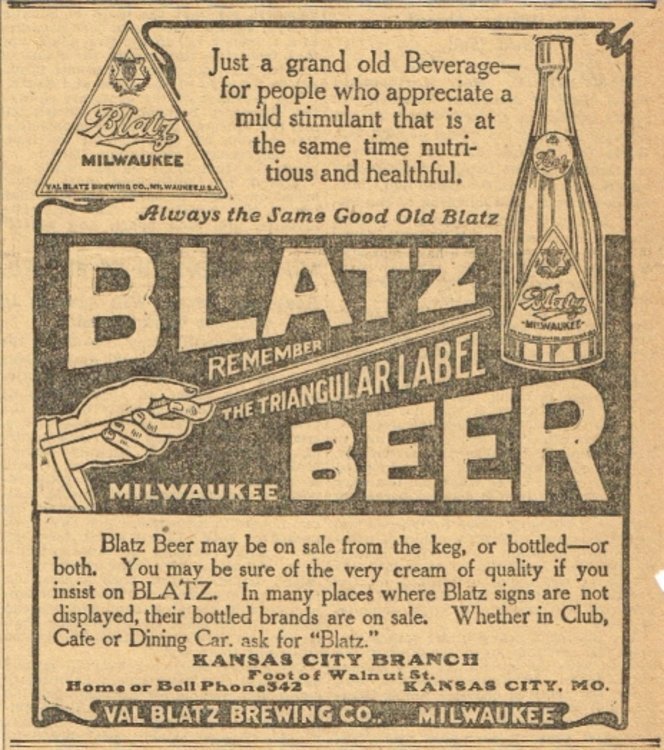 Blatz
MILWAUKEE
VAL BLATZ BREWING CO., MILWAUKEE, U.S.A.
Just a grand old Beverage—
for people who appreciate a
mild stimulant that is at
the same time nutri-
tious and healthful.
Always the Same Good Old Blatz
Blatz
Blatz
-MILWAUKEE-
BLATZ
REMEMBER
THE TRIANGULAR LABEL
BEER
MILWAUKEE
Blatz Beer may be on sale from the keg, or bottled—or
both. You may be sure of the very cream of quality if you
insist on BLATZ. In many places where Blatz signs are not
displayed, their bottled brands are on sale. Whether in Club,
Cafe or Dining Car. ask for "Blatz."
KANSAS CITY BRANCH
Foot of Walnut St.
Home or Bell Phone 342 KANSAS CITY, MO.
VAL BLATZ BREWING CO., MILWAUKEE